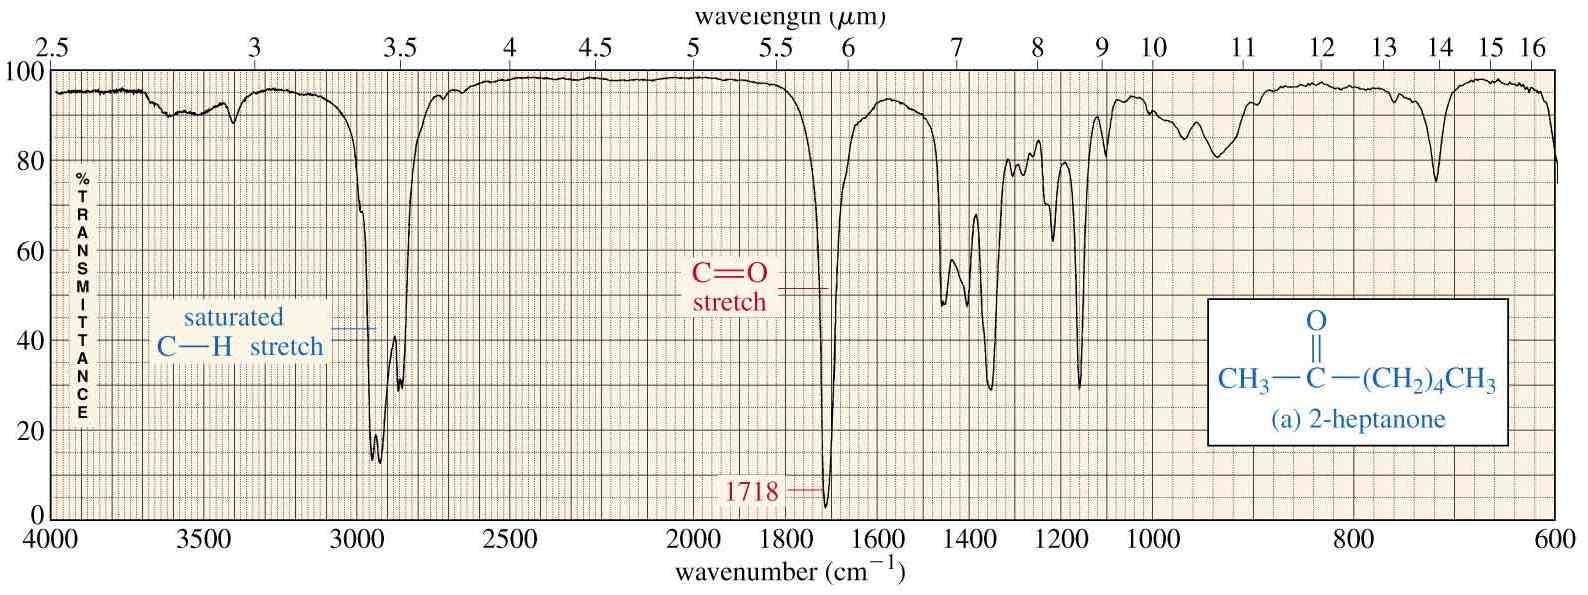 wavelength (μm)
2.5 3 3.5 4 4.5 5 5.5 6 7 8 9 10 11 12 13 14 15 16
100
80
60
40
20
0
%
T
R
A
N
S
M
I
T
T
A
N
C
E
saturated
C—H stretch
C=O
stretch
1718
O
CH₃—C—(CH₂)₄CH₃
(a) 2-heptanone
4000 3500 3000 2500 2000 1800 1600 1400 1200 1000 800 600
wavenumber (cm⁻¹)